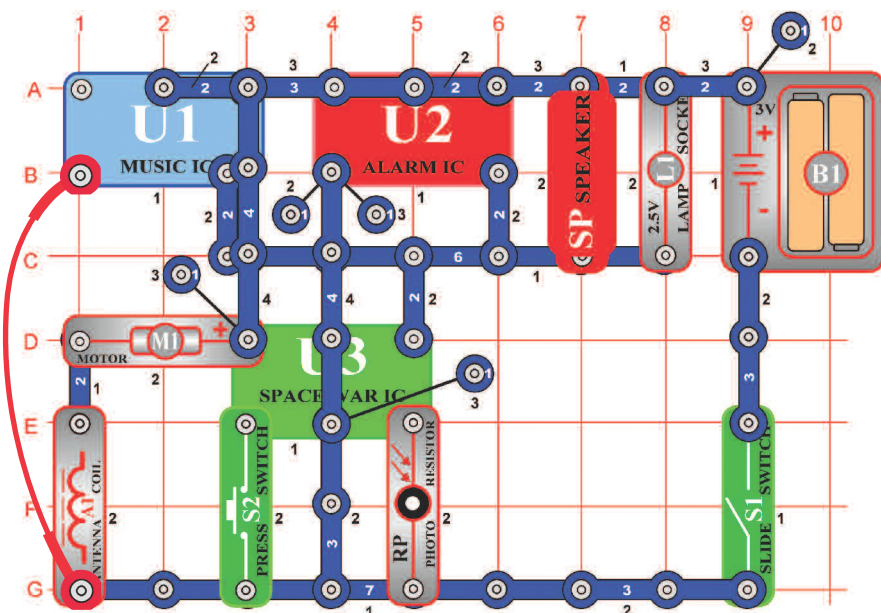 1 2 3 4 5 6 7 8 9 10
A 2 2 3 3 2 2 3 2 1 2 3 2 1 2
U1
MUSIC IC
U2
ALARM IC
SP SPEAKER
L1
2.5V
LAMP SOCKE
3V
+
-
B1
B 1 2 2 4 2 1 1 3 1 2 2 2 2 1
C 3 1 4 4 4 6 2 2 1 2
D
MOTOR
M1
+
2
U3
SPACE WAR IC
2 1
1 3
3
E 1
A1
ANTENNA COIL
2
S2
PRESS SWITCH
2
RP
PHOTO RESISTOR
2
S1
SLIDE SWITCH
1
F 3 2
G 7 1 3 2